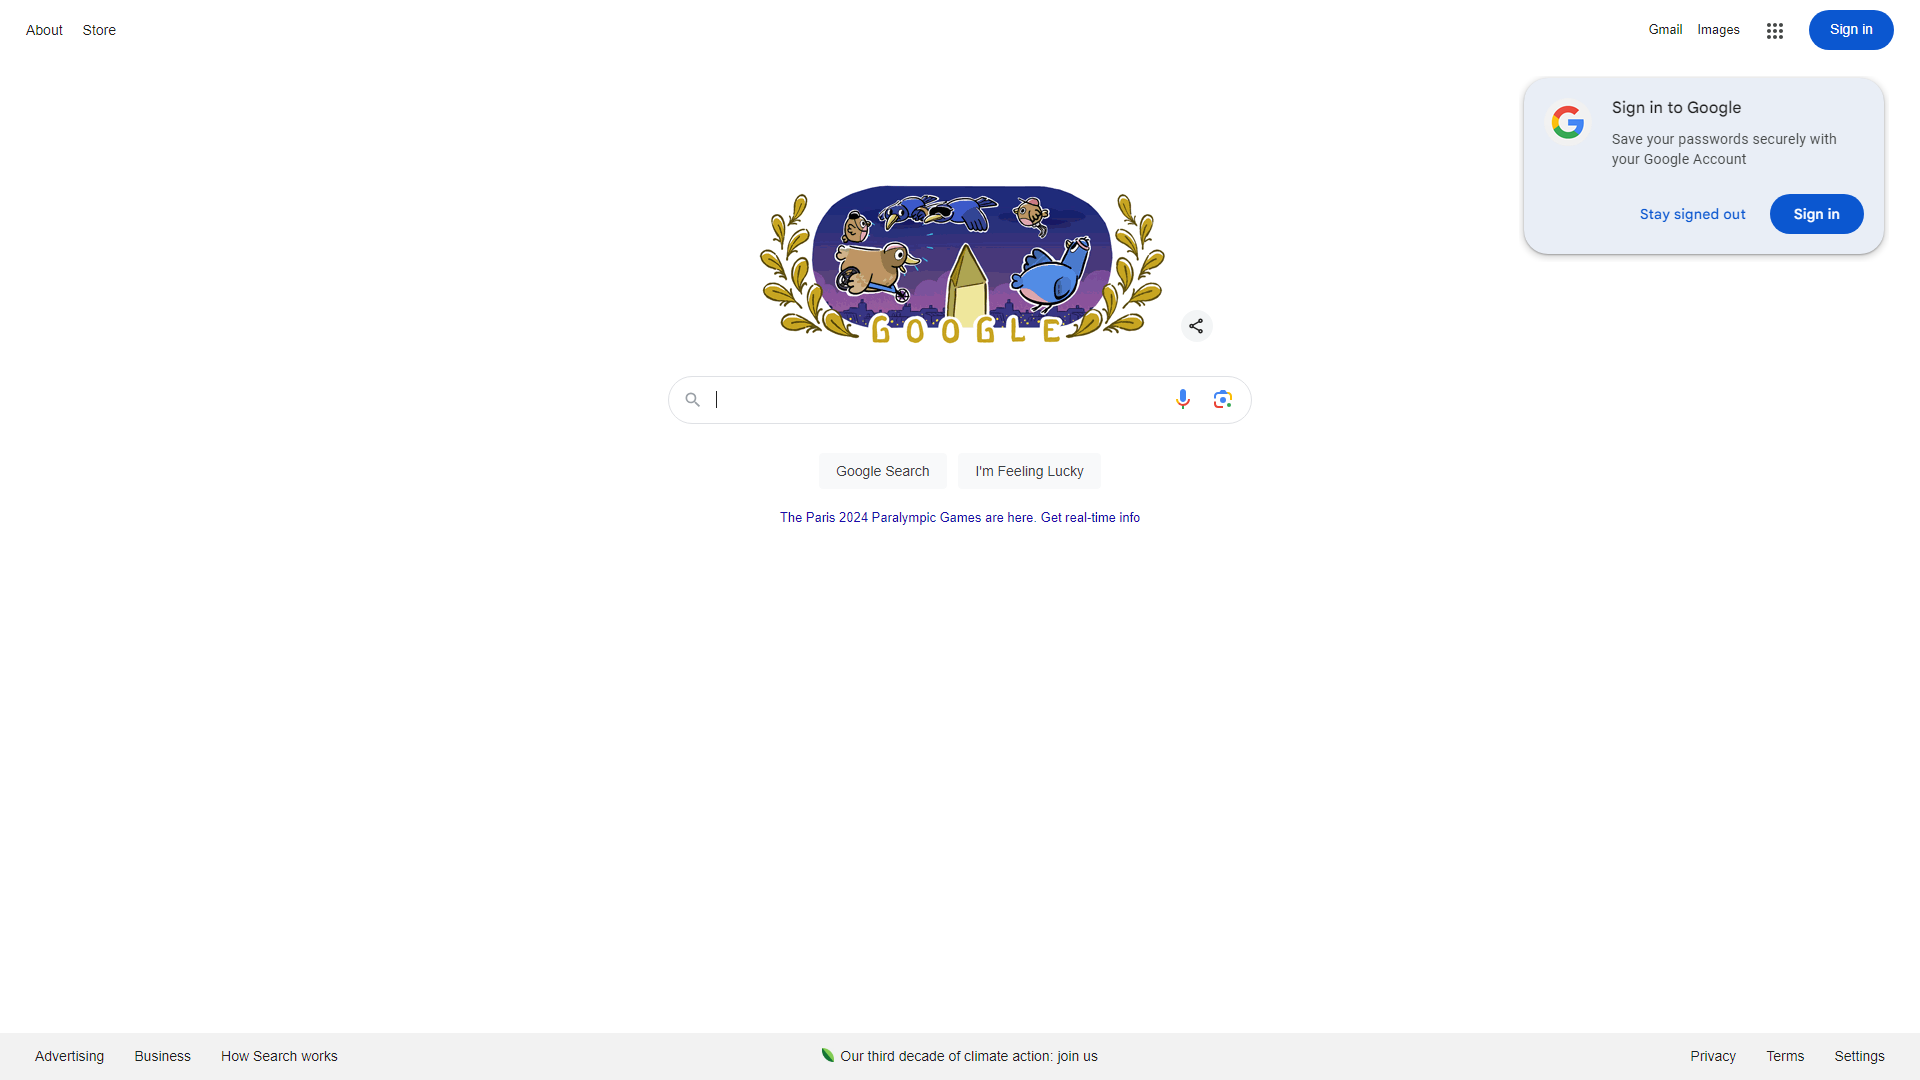 About Store
Gmail Images Sign in
Sign in to Google
Save your passwords securely with
your Google Account
Stay signed out Sign in
GOOGLE
Google Search I'm Feeling Lucky
The Paris 2024 Paralympic Games are here. Get real-time info
Advertising Business How Search works
Our third decade of climate action: join us
Privacy Terms Settings